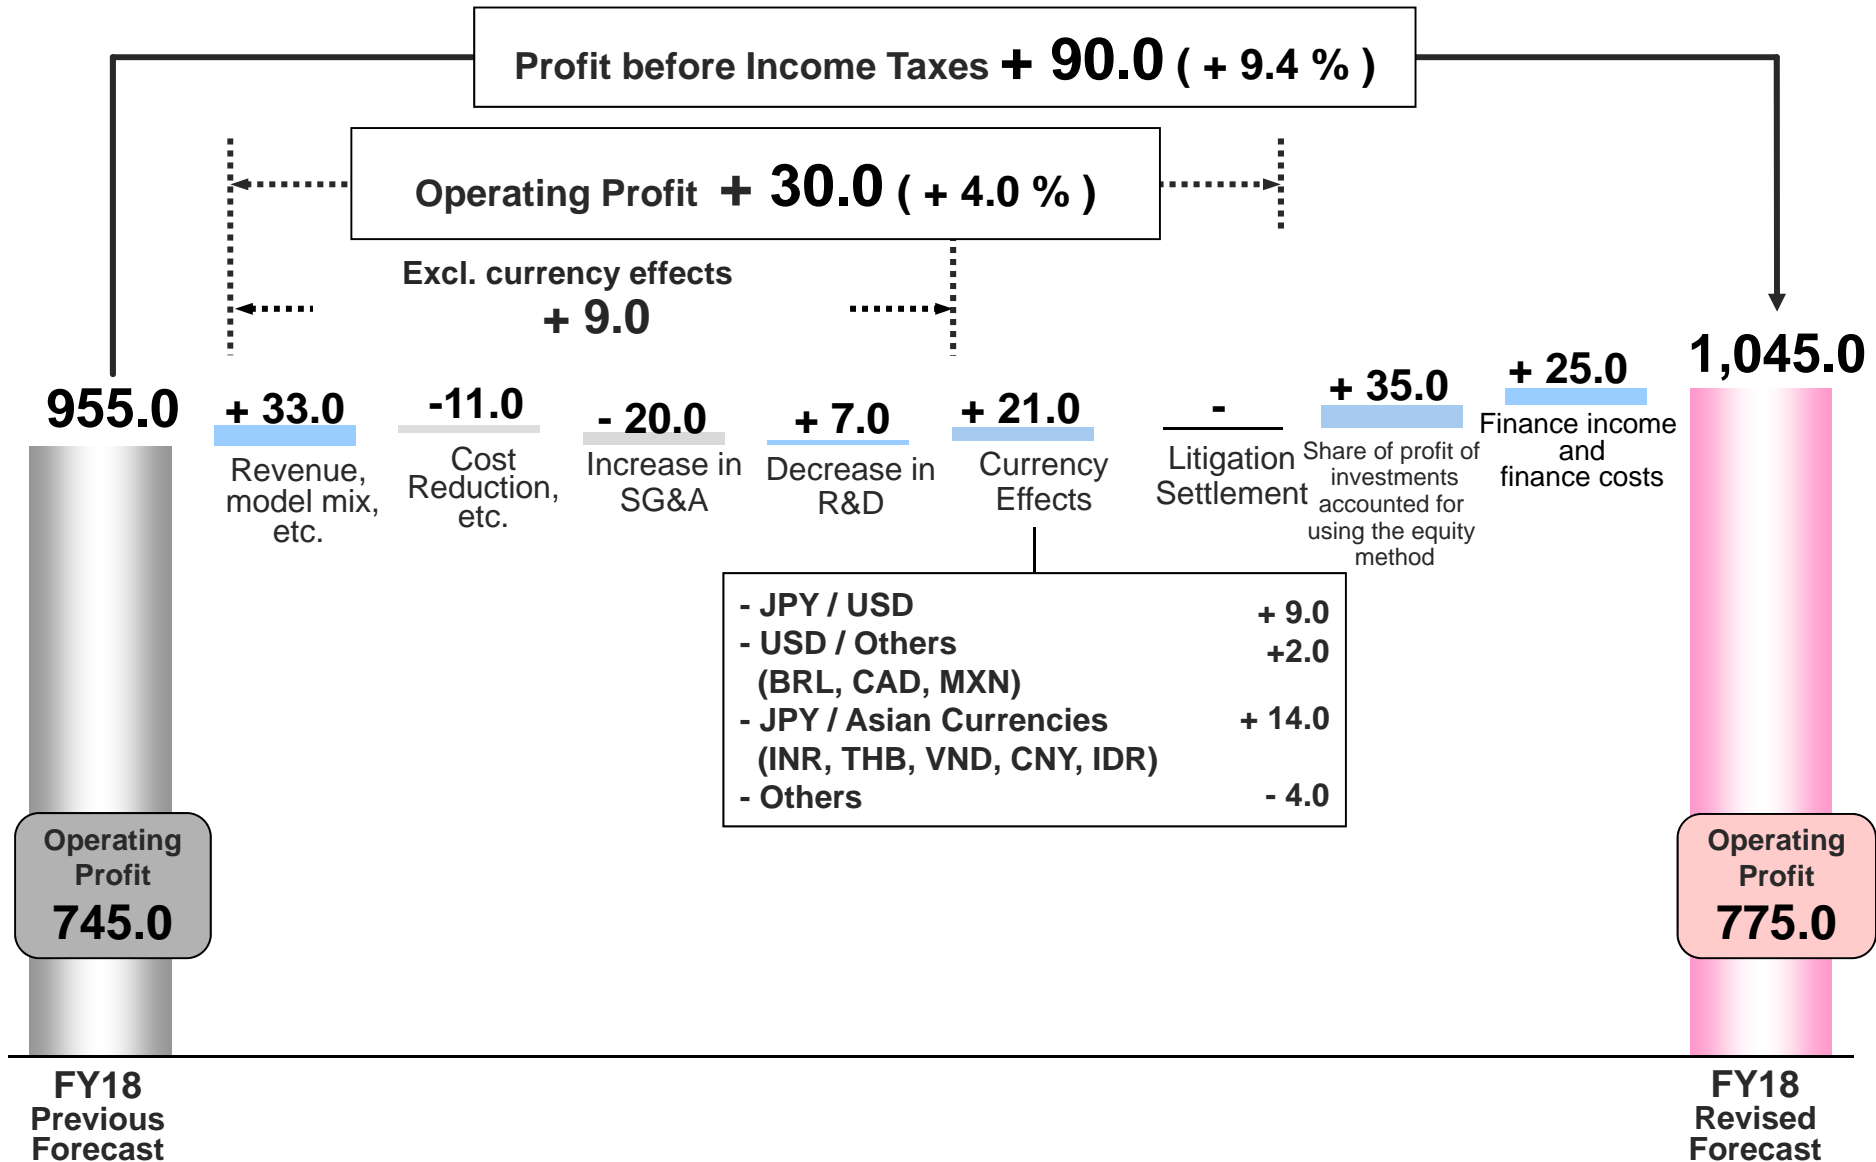 Profit before Income Taxes + 90.0 ( + 9.4 % )
Operating Profit + 30.0 ( + 4.0 % )
Excl. currency effects
+ 9.0
955.0
+ 33.0
Revenue,
model mix,
etc.
-11.0
Cost
Reduction,
etc.
- 20.0
Increase in
SG&A
+ 7.0
Decrease in
R&D
+ 21.0
Currency
Effects
-
Litigation
Settlement
+ 35.0
Share of profit of
investments
accounted for
using the equity
method
+ 25.0
Finance income
and
finance costs
1,045.0
- JPY / USD + 9.0
- USD / Others +2.0
(BRL, CAD, MXN)
- JPY / Asian Currencies + 14.0
(INR, THB, VND, CNY, IDR)
- Others - 4.0
Operating
Profit
745.0
Operating
Profit
775.0
FY18
Previous
Forecast
FY18
Revised
Forecast